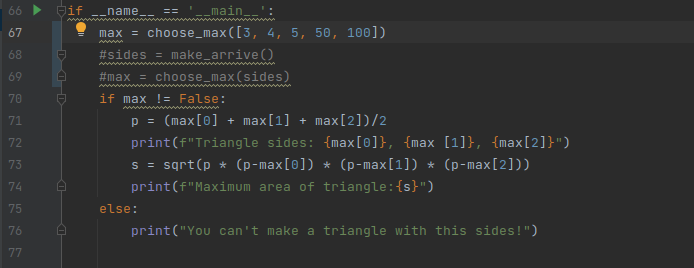 66 if __name__ == '__main__':
67 max = choose_max([3, 4, 5, 50, 100])
68 #sides = make_arrive()
69 #max = choose_max(sides)
70 if max != False:
71 p = (max[0] + max[1] + max[2])/2
72 print(f"Triangle sides: {max[0]}, {max [1]}, {max[2]}")
73 s = sqrt(p * (p-max[0]) * (p-max[1]) * (p-max[2]))
74 print(f"Maximum area of triangle:{s}")
75 else:
76 print("You can't make a triangle with this sides!")
77